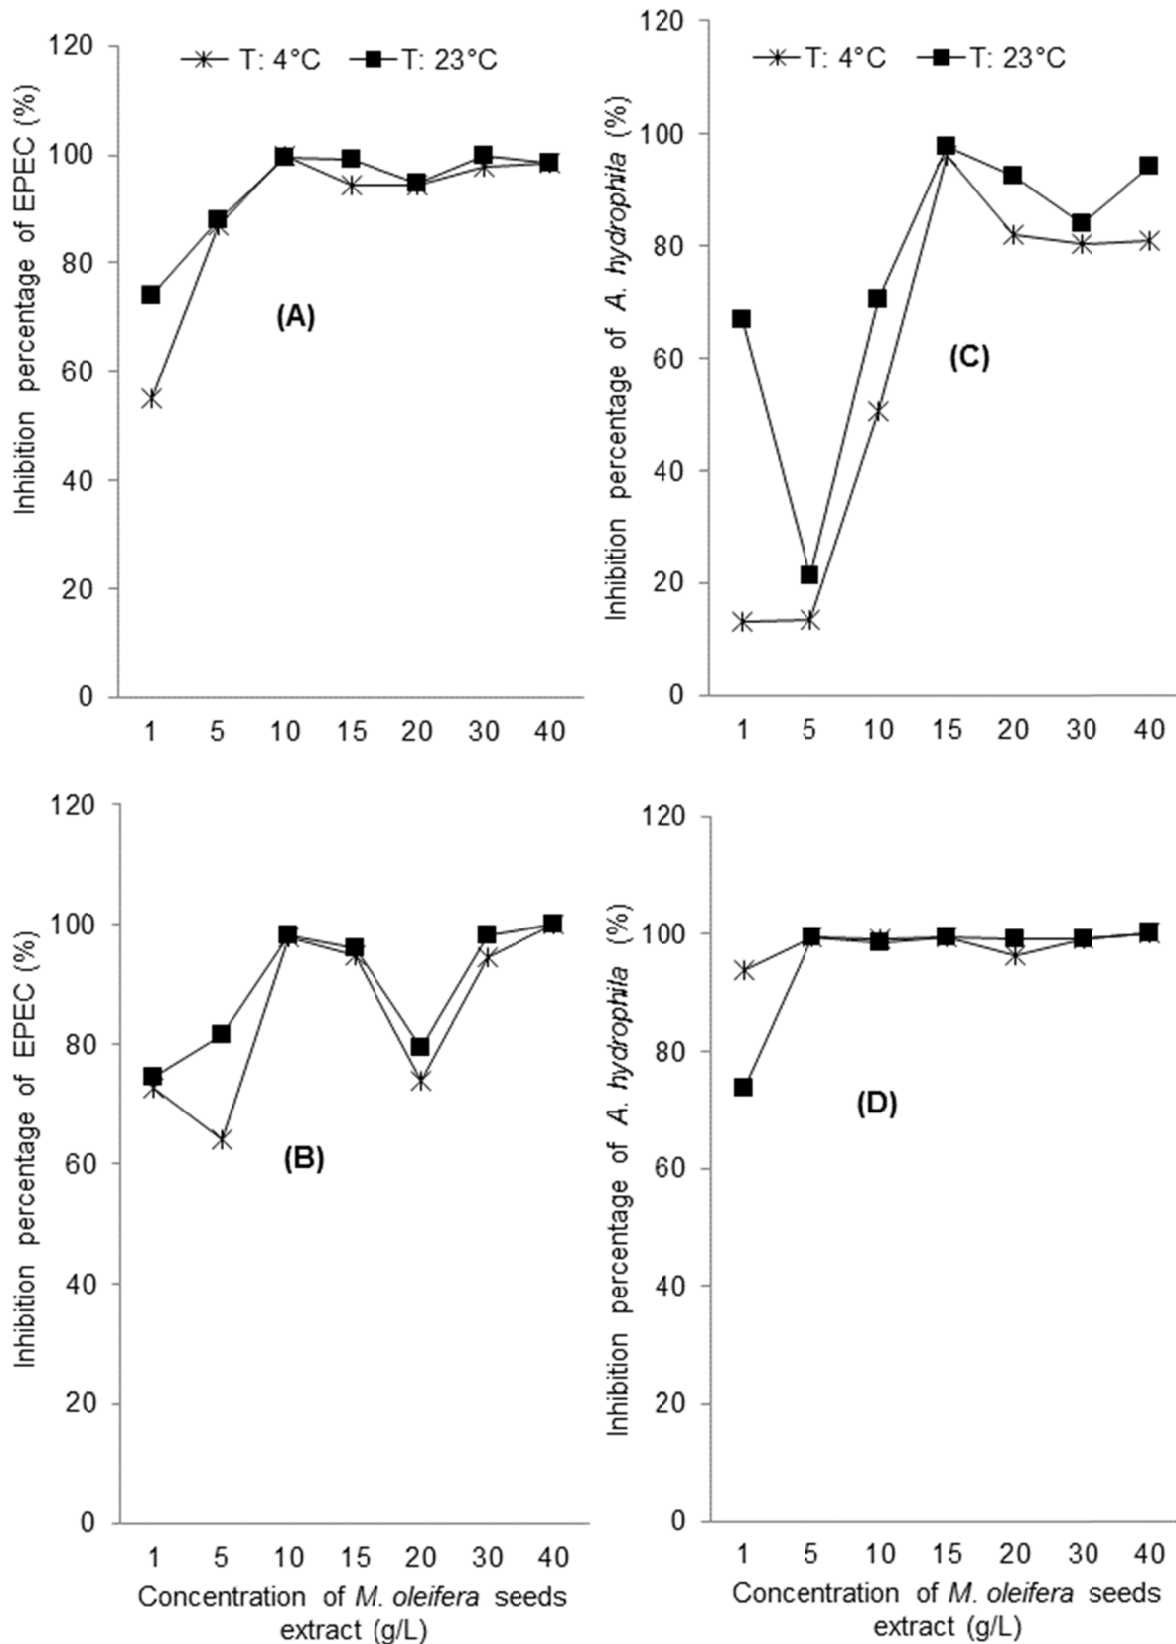 Inhibition percentage of EPEC (%)
120
100
80
60
40
20
0
T: 4°C T: 23°C
(A)
1 5 10 15 20 30 40
Inhibition percentage of A. hydrophila (%)
120
100
80
60
40
20
0
T: 4°C T: 23°C
(C)
1 5 10 15 20 30 40
Inhibition percentage of EPEC (%)
120
100
80
60
40
20
0
(B)
1 5 10 15 20 30 40
Concentration of M. oleifera seeds
extract (g/L)
Inhibition percentage of A. hydrophila (%)
120
100
80
60
40
20
0
(D)
1 5 10 15 20 30 40
Concentration of M. oleifera seeds
extract (g/L)